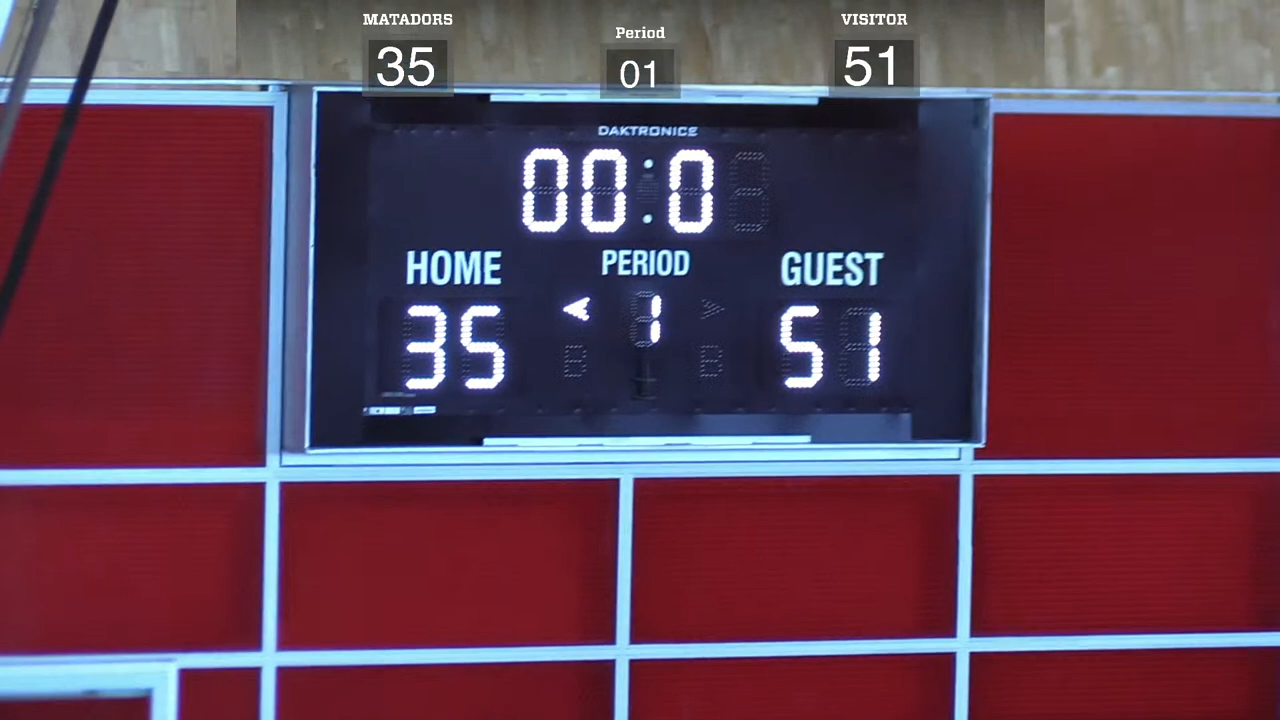 MATADORS Period VISITOR
35 01 51
DAKTRONICS
00:0
HOME PERIOD GUEST
35 1 51